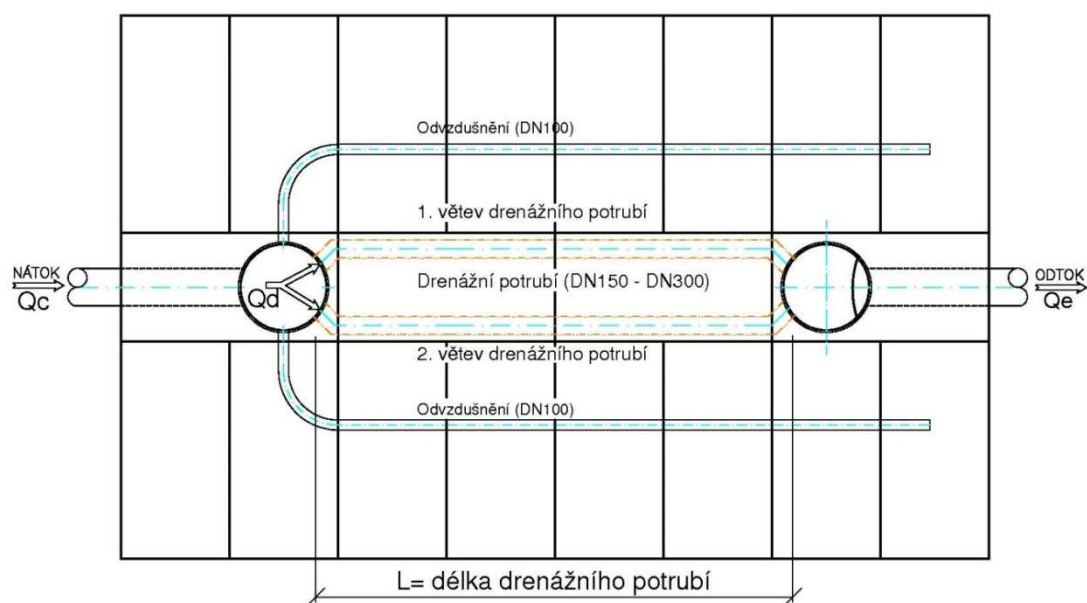 Odvzdušnění (DN100)
1. větev drenážního potrubí
NÁTOK
Qc
Qd
Drenážní potrubí (DN150 - DN300)
ODTOK
Qe
2. větev drenážního potrubí
Odvzdušnění (DN100)
L= délka drenážního potrubí